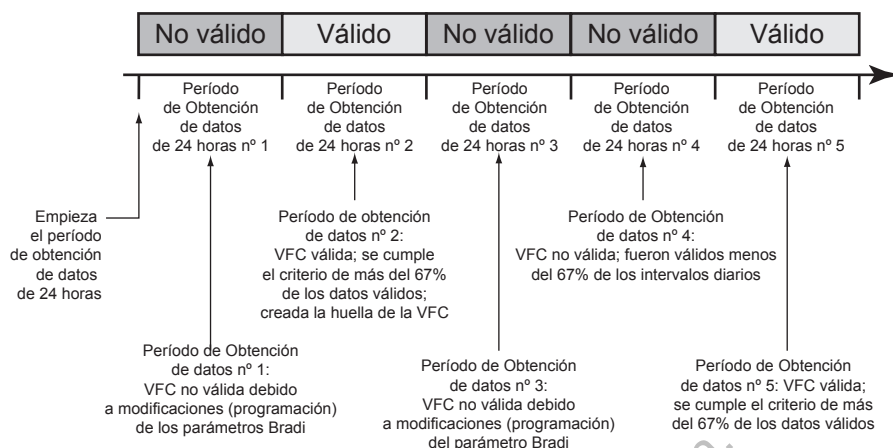 No válido
Válido
No válido
No válido
Válido
Período
de Obtención
de datos
de 24 horas nº 1
Período
de Obtención
de datos
de 24 horas nº 2
Período
de Obtención
de datos
de 24 horas nº 3
Período
de Obtención
de datos
de 24 horas nº 4
Período
de Obtención
de datos
de 24 horas nº 5
Empieza
el período
de obtención
de datos
de 24 horas
Período de obtención
de datos nº 2:
VFC válida; se cumple
el criterio de más del 67%
de los datos válidos;
creada la huella de la VFC
Período de Obtención
de datos nº 4:
VFC no válida; fueron válidos menos
del 67% de los intervalos diarios
Período de Obtención
de datos nº 1:
VFC no válida debido
a modificaciones (programación)
de los parámetros Bradi
Período de Obtención
de datos nº 3:
VFC no válida debido
a modificaciones (programación)
del parámetro Bradi
Período de Obtención
de datos nº 5: VFC válida;
se cumple el criterio de más
del 67% de los datos válidos